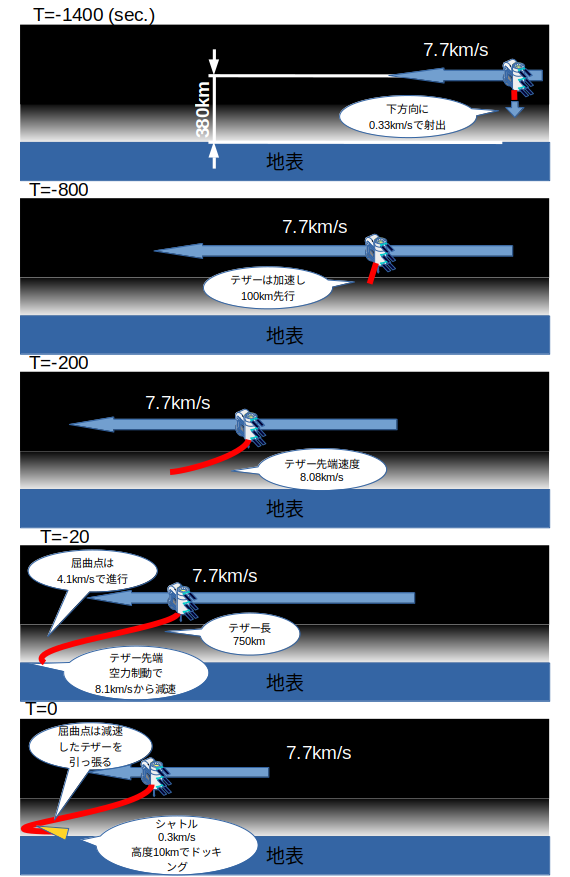 T=-1400 (sec.)
7.7km/s
380km
下方向に
0.33km/sで射出
地表
T=-800
7.7km/s
テザーは加速し
100km先行
地表
T=-200
7.7km/s
テザー先端速度
8.08km/s
地表
T=-20
屈曲点は
4.1km/sで進行
7.7km/s
テザー長
750km
テザー先端
空力制動で
8.1km/sから減速
地表
T=0
屈曲点は減速
したテザーを
引っ張る
7.7km/s
シャトル
0.3km/s
高度10kmでドッキ
ング
地表